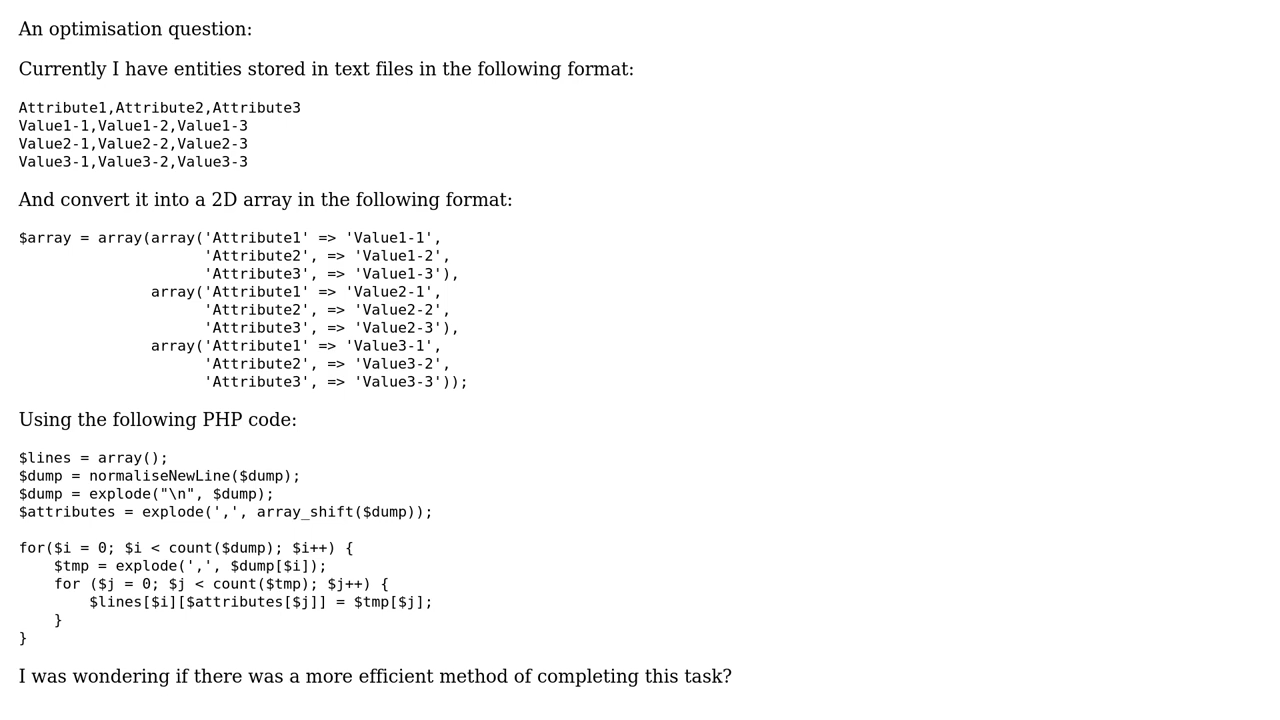 An optimisation question:
Currently I have entities stored in text files in the following format:
Attribute1,Attribute2,Attribute3
Value1-1,Value1-2,Value1-3
Value2-1,Value2-2,Value2-3
Value3-1,Value3-2,Value3-3
And convert it into a 2D array in the following format:
$array = array(array('Attribute1' => 'Value1-1',
                     'Attribute2', => 'Value1-2',
                     'Attribute3', => 'Value1-3'),
               array('Attribute1' => 'Value2-1',
                     'Attribute2', => 'Value2-2',
                     'Attribute3', => 'Value2-3'),
               array('Attribute1' => 'Value3-1',
                     'Attribute2', => 'Value3-2',
                     'Attribute3', => 'Value3-3'));
Using the following PHP code:
$lines = array();
$dump = normaliseNewLine($dump);
$dump = explode("\n", $dump);
$attributes = explode(',', array_shift($dump));
for($i = 0; $i < count($dump); $i++) {
    $tmp = explode(',', $dump[$i]);
    for ($j = 0; $j < count($tmp); $j++) {
        $lines[$i][$attributes[$j]] = $tmp[$j];
    }
}
I was wondering if there was a more efficient method of completing this task?